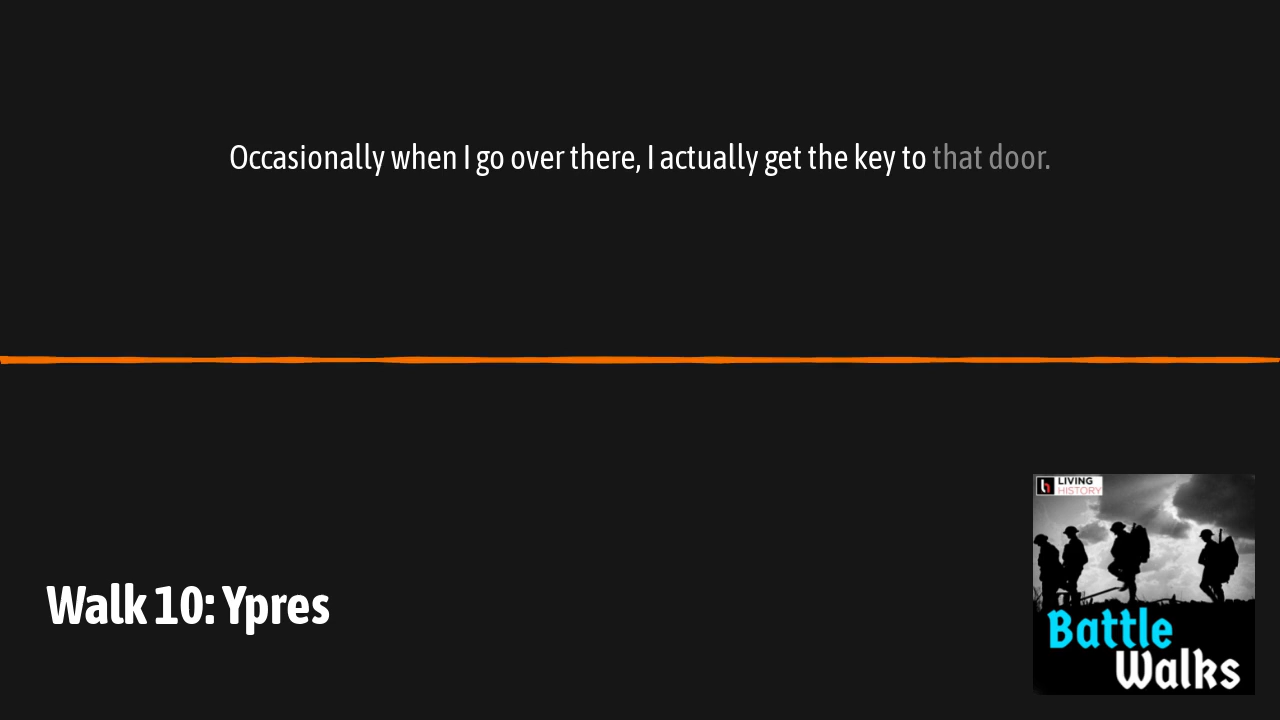 Occasionally when I go over there, I actually get the key to that door.
Walk 10: Ypres
LIVING
HISTORY
Battle
Walks